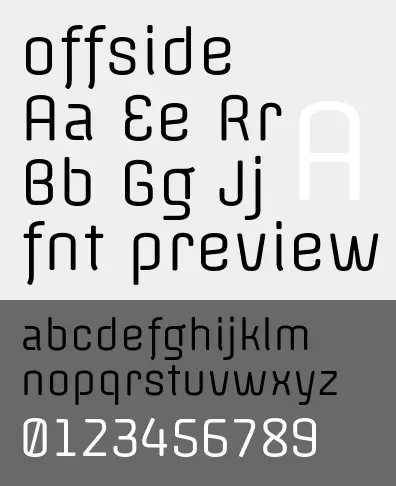 offside
Aa Ee Rr
A
Bb Gg Jj
fnt preview
abcdefghijklm
nopqrstuvwxyz
0123456789